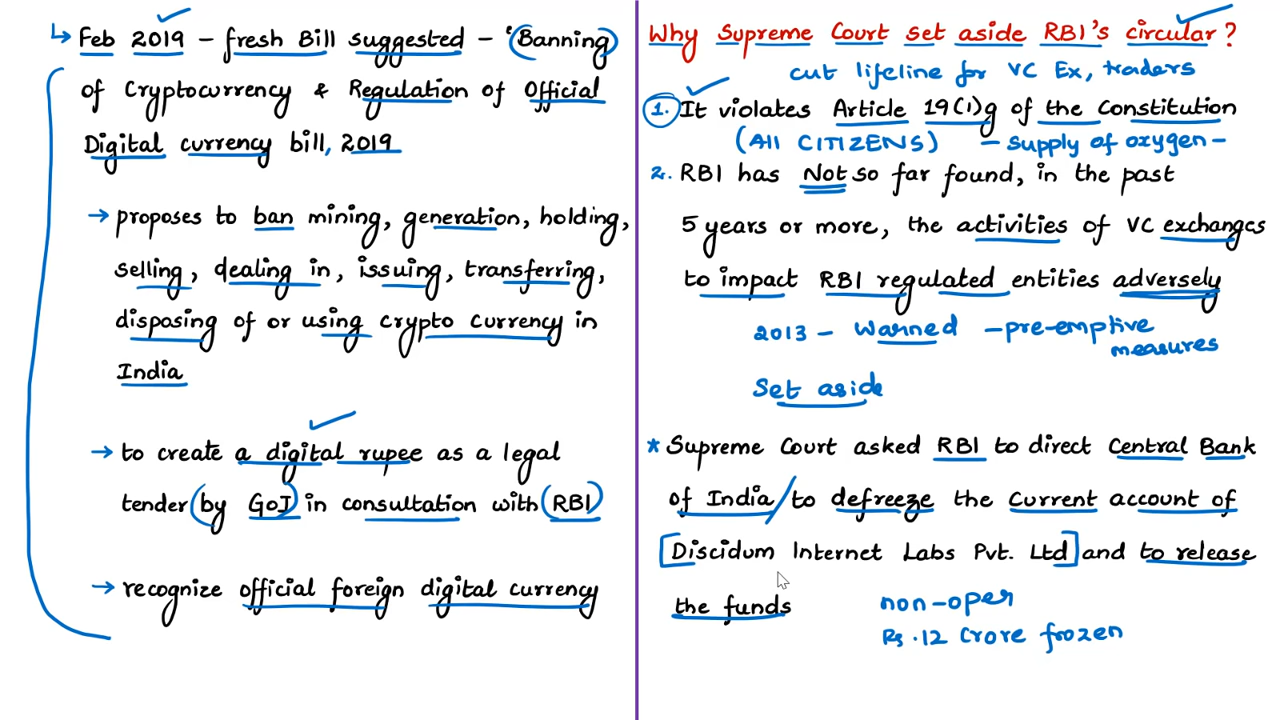 ↳ Feb 2019 - fresh Bill suggested - 'Banning
of Cryptocurrency & Regulation of Official
Digital currency bill, 2019
→ proposes to ban mining, generation, holding,
selling, dealing in, issuing, transferring,
disposing of or using crypto currency in
India
→ to create a digital rupee as a legal
tender (by GoI) in consultation with (RBI)
→ recognize official foreign digital currency
Why Supreme Court set aside RBI's circular?
cut lifeline for VC Ex, traders
1. It violates Article 19(1)g of the Constitution
(All CITIZENS) - supply of oxygen -
2. RBI has Not so far found, in the past
5 years or more, the activities of VC exchanges
to impact RBI regulated entities adversely
2013 - Warned - pre-emptive
measures
Set aside
* Supreme Court asked RBI to direct Central Bank
of India / to defreeze the current account of
[Discidum Internet Labs Pvt. Ltd] and to release
the funds
non-oper
Rs.12 Crore frozen